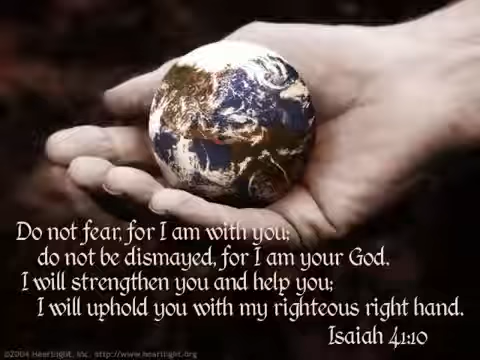 Do not fear, for I am with you;
do not be dismayed, for I am your God.
I will strengthen you and help you;
I will uphold you with my righteous right hand.
Isaiah 41:10
©2004 Heartlight, Inc. http://www.heartlight.org